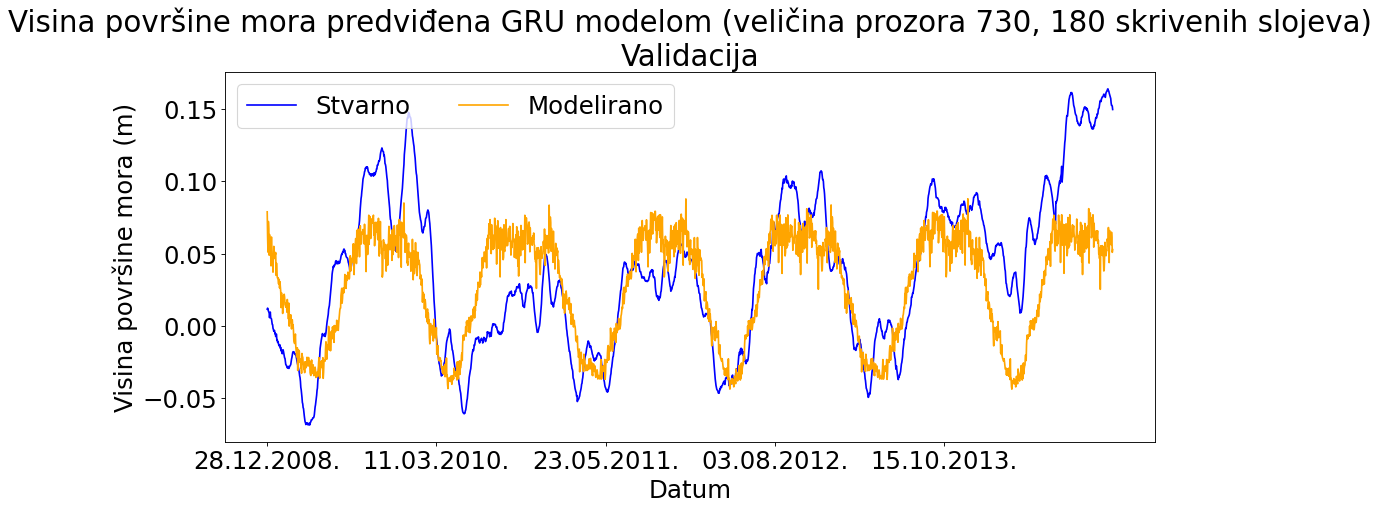 Visina površine mora predviđena GRU modelom (veličina prozora 730, 180 skrivenih slojeva)
Validacija
Stvarno
Modelirano
Visina površine mora (m)
0.15
0.10
0.05
0.00
−0.05
28.12.2008.
11.03.2010.
23.05.2011.
03.08.2012.
15.10.2013.
Datum